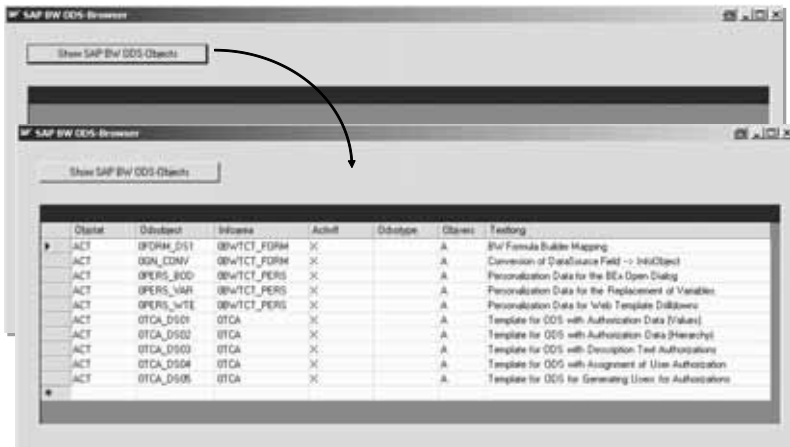 SAP BW ODS-Browser
Show SAP BW ODS-Objects
SAP BW ODS-Browser
Show SAP BW ODS-Objects
Objstat Odsobject Infoarea Activfl Odsotype Objvers Textlong
ACT 0FORM_DS1 0BWTCT_FORM X A BW Formula Builder Mapping
ACT 0GN_CONV 0BWTCT_FORM X A Conversion of DataSource Field -> InfoObject
ACT 0PERS_BOD 0BWTCT_PERS X A Personalization Data for the BEx Open Dialog
ACT 0PERS_VAR 0BWTCT_PERS X A Personalization Data for the Replacement of Variables
ACT 0PERS_WTE 0BWTCT_PERS X A Personalization Data for Web Template Drilldowns
ACT 0TCA_DS01 0TCA X A Template for ODS with Authorization Data (Values)
ACT 0TCA_DS02 0TCA X A Template for ODS with Authorization Data (Hierarchy)
ACT 0TCA_DS03 0TCA X A Template for ODS with Description Text Authorizations
ACT 0TCA_DS04 0TCA X A Template for ODS with Assignment of User Authorization
ACT 0TCA_DS05 0TCA X A Template for ODS for Generating Users for Authorizations